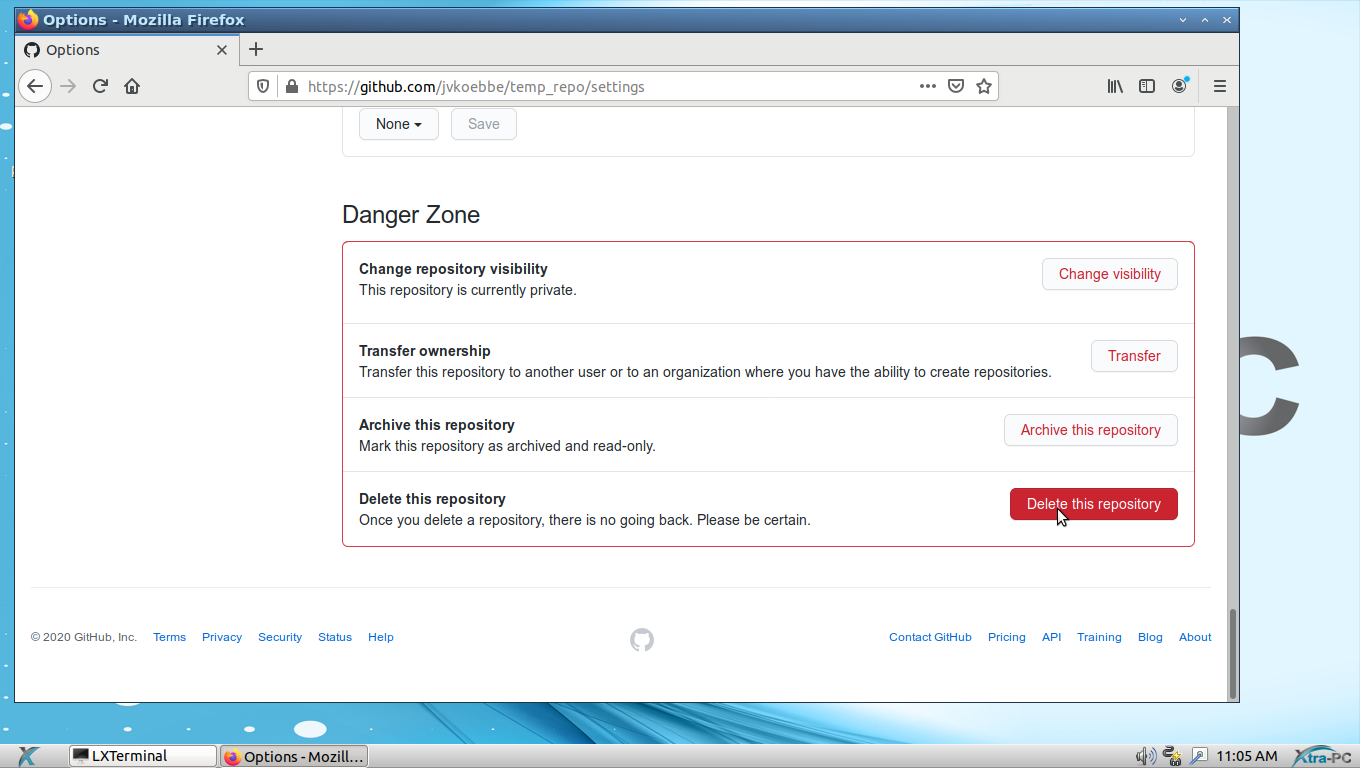 Options - Mozilla Firefox
Options
https://github.com/jvkoebbe/temp_repo/settings
None Save
Danger Zone
Change repository visibility
This repository is currently private.
Change visibility
Transfer ownership
Transfer this repository to another user or to an organization where you have the ability to create repositories.
Transfer
Archive this repository
Mark this repository as archived and read-only.
Archive this repository
Delete this repository
Once you delete a repository, there is no going back. Please be certain.
Delete this repository
© 2020 GitHub, Inc. Terms Privacy Security Status Help Contact GitHub Pricing API Training Blog About
C
LXTerminal Options - Mozill... 11:05 AM Xtra-PC